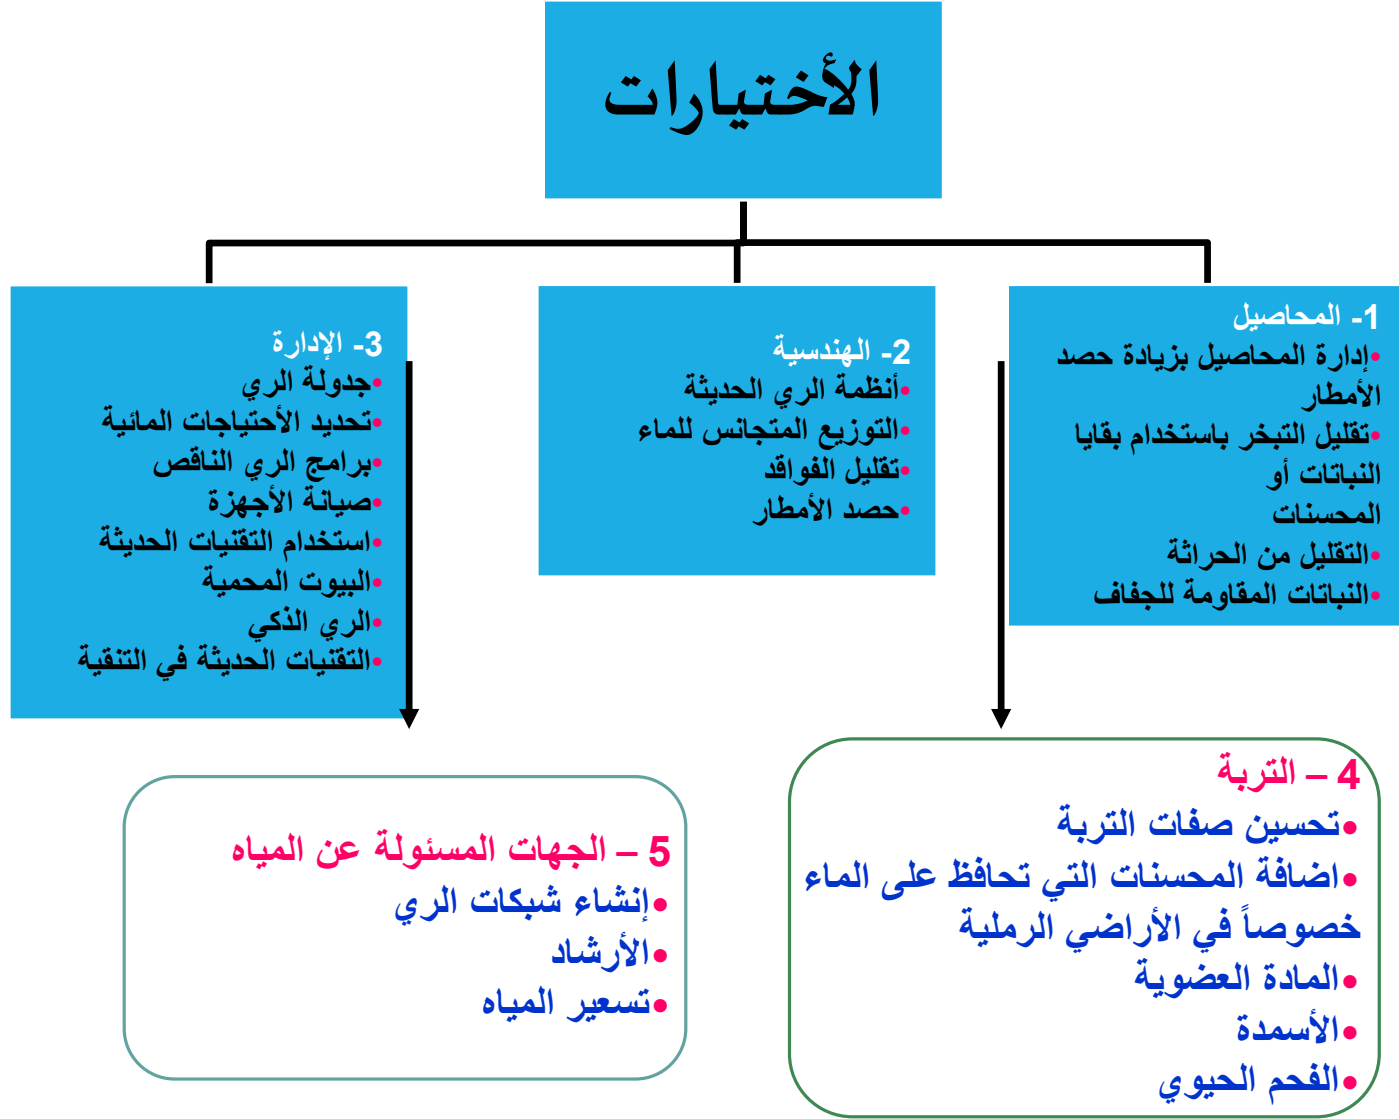 الأختيارات
1- المحاصيل
•إدارة المحاصيل بزيادة حصد
الأمطار
•تقليل التبخر باستخدام بقايا
النباتات أو
المحسنات
•التقليل من الحراثة
•النباتات المقاومة للجفاف
2- الهندسية
•أنظمة الري الحديثة
•التوزيع المتجانس للماء
•تقليل الفواقد
•حصد الأمطار
3- الإدارة
•جدولة الري
•تحديد الأحتياجات المائية
•برامج الري الناقص
•صيانة الأجهزة
•استخدام التقنيات الحديثة
•البيوت المحمية
•الري الذكي
•التقنيات الحديثة في التنقية
4 – التربة
•تحسين صفات التربة
•اضافة المحسنات التي تحافظ على الماء
خصوصاً في الأراضي الرملية
•المادة العضوية
•الأسمدة
•الفحم الحيوي
5 – الجهات المسئولة عن المياه
•إنشاء شبكات الري
•الأرشاد
•تسعير المياه